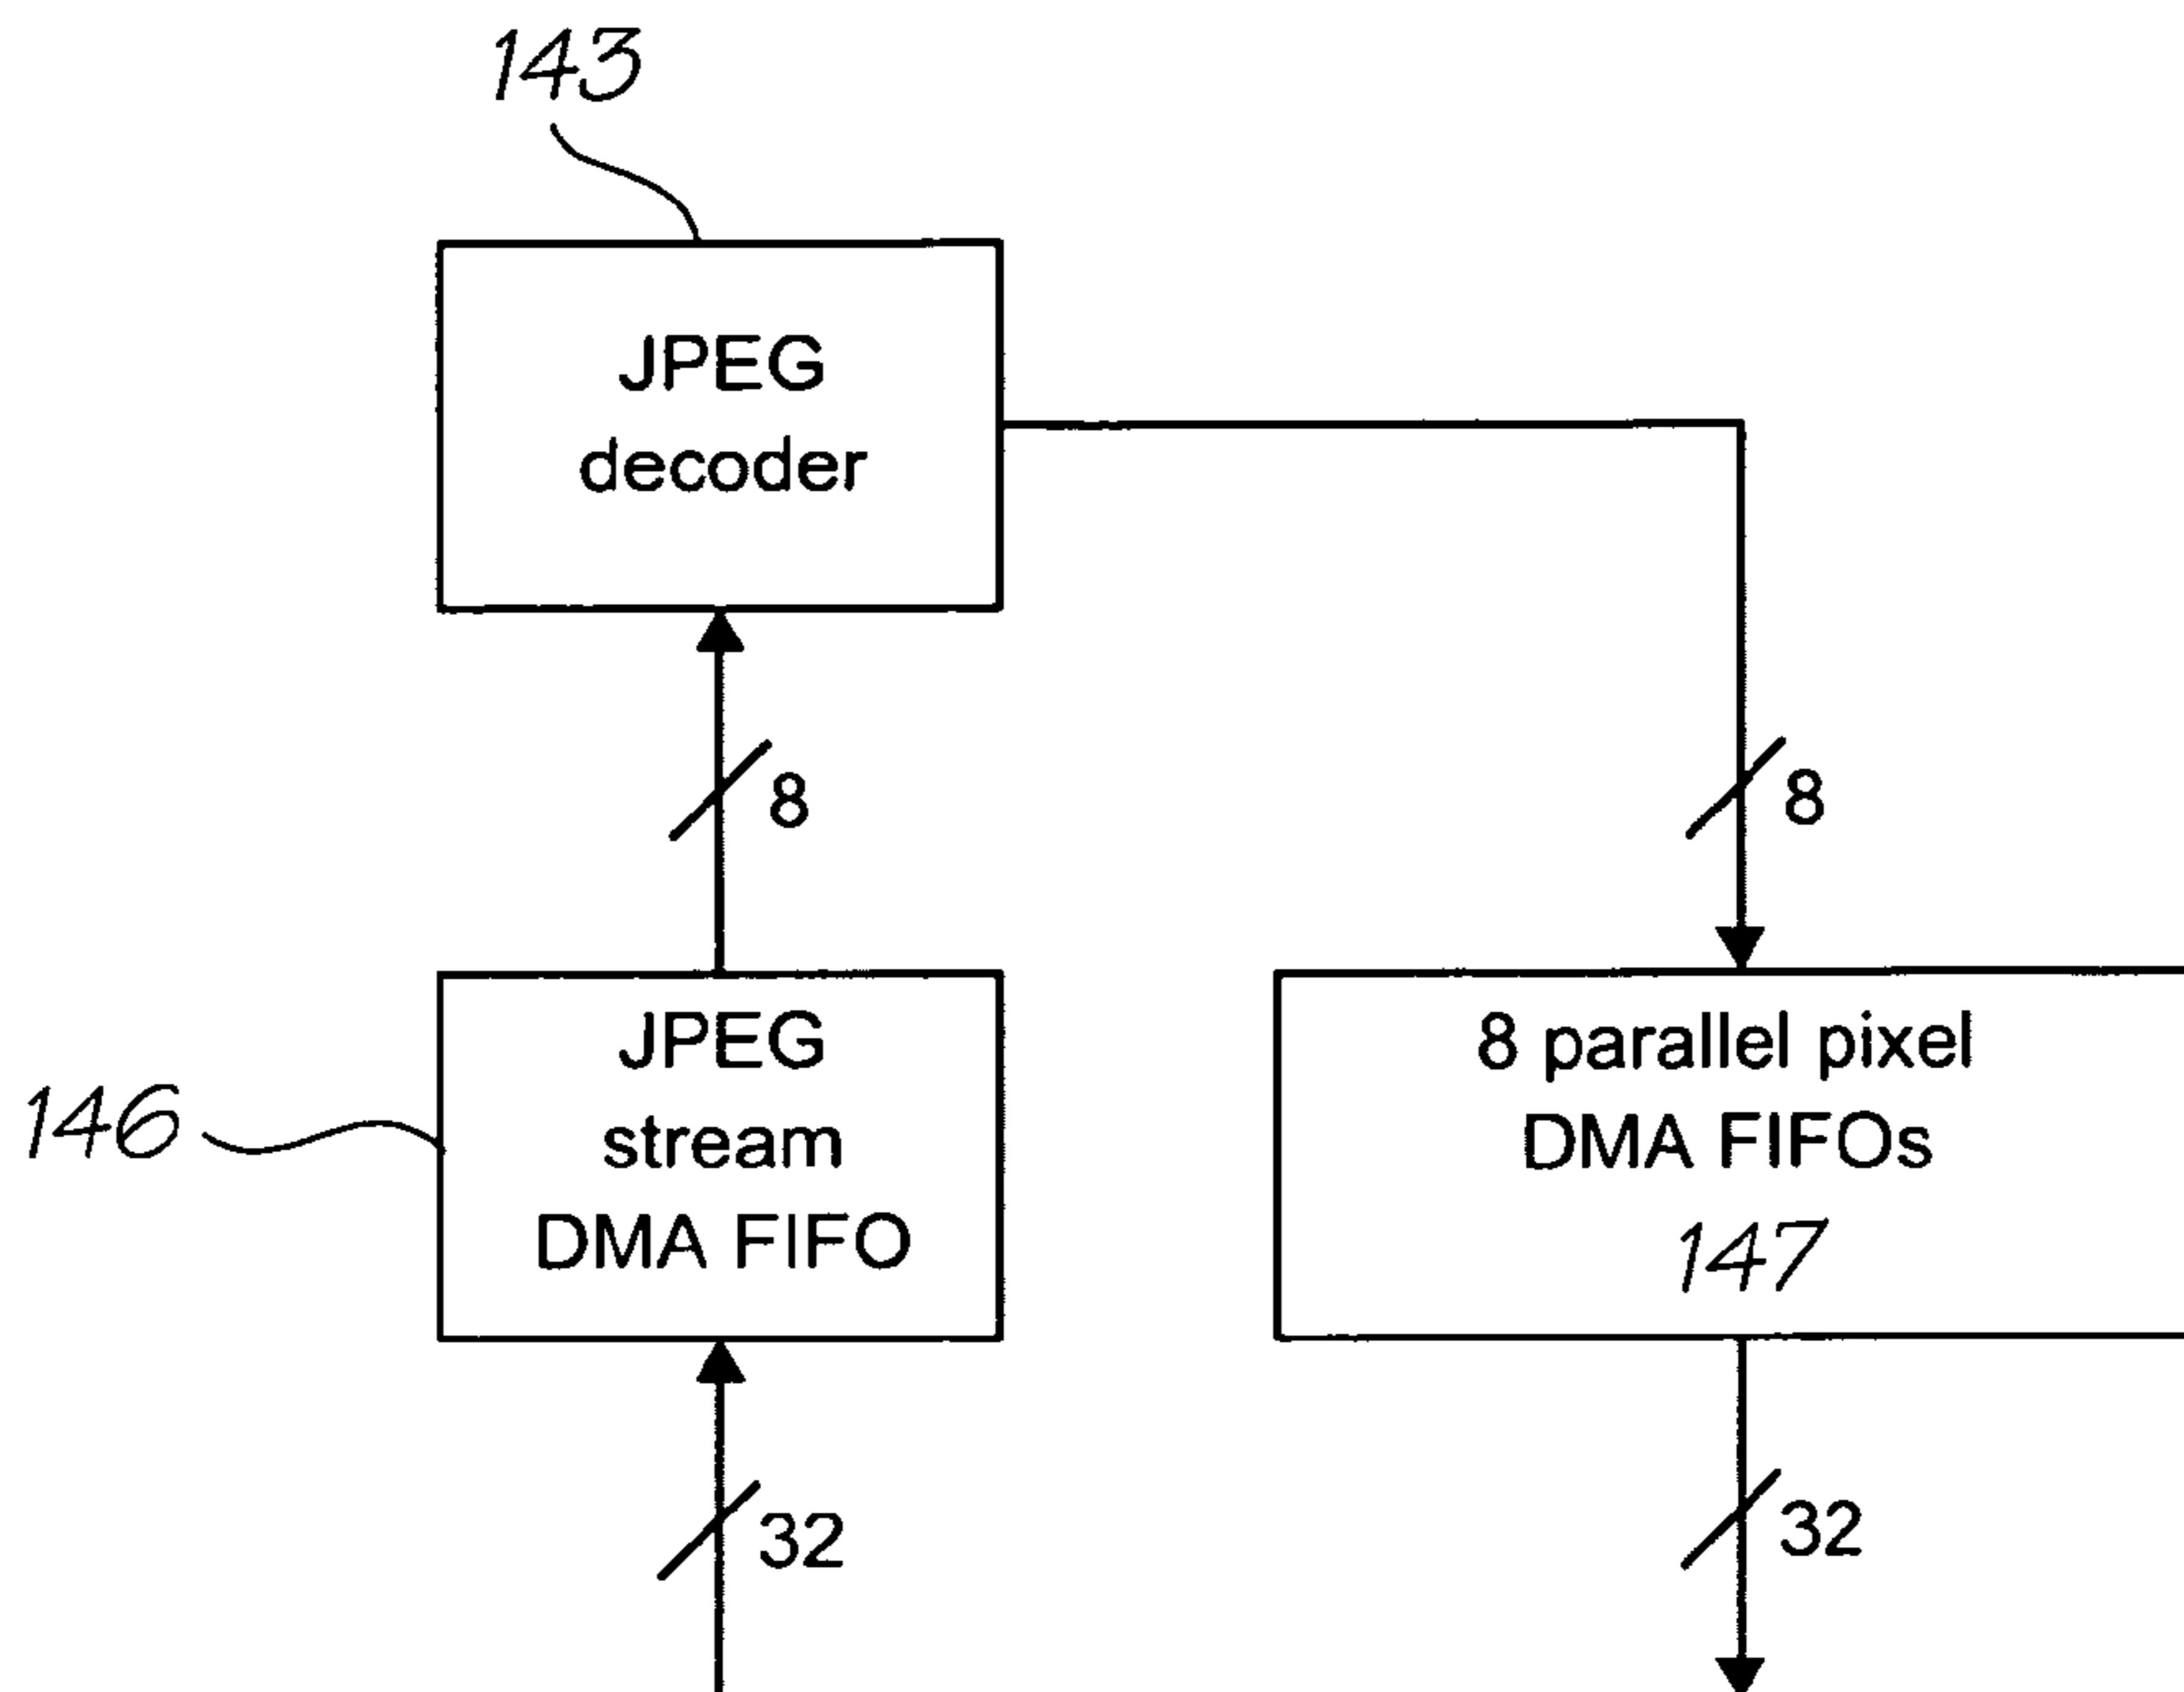 143
JPEG
decoder
8
8
JPEG
stream
DMA FIFO
146
8 parallel pixel
DMA FIFOs
147
32
32